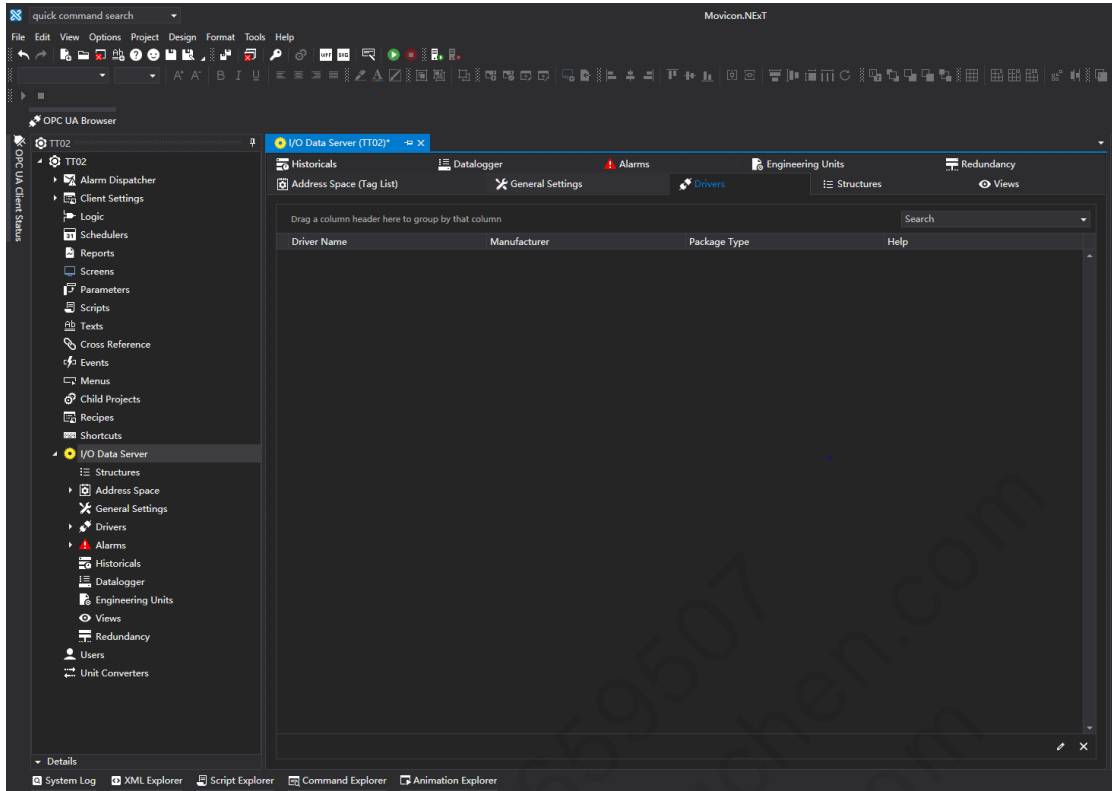 quick command search
Movicon.NExT
File Edit View Options Project Design Format Tools Help
OPC UA Browser
OPC UA Client Status
TT02
TT02
Alarm Dispatcher
Client Settings
Logic
Schedulers
Reports
Screens
Parameters
Scripts
Texts
Cross Reference
Events
Menus
Child Projects
Recipes
Shortcuts
I/O Data Server
Structures
Address Space
General Settings
Drivers
Alarms
Historicals
Datalogger
Engineering Units
Views
Redundancy
Users
Unit Converters
Details
I/O Data Server (TT02)*
Historicals Datalogger Alarms Engineering Units Redundancy
Address Space (Tag List) General Settings Drivers Structures Views
Drag a column header here to group by that column Search
Driver Name Manufacturer Package Type Help
System Log XML Explorer Script Explorer Command Explorer Animation Explorer